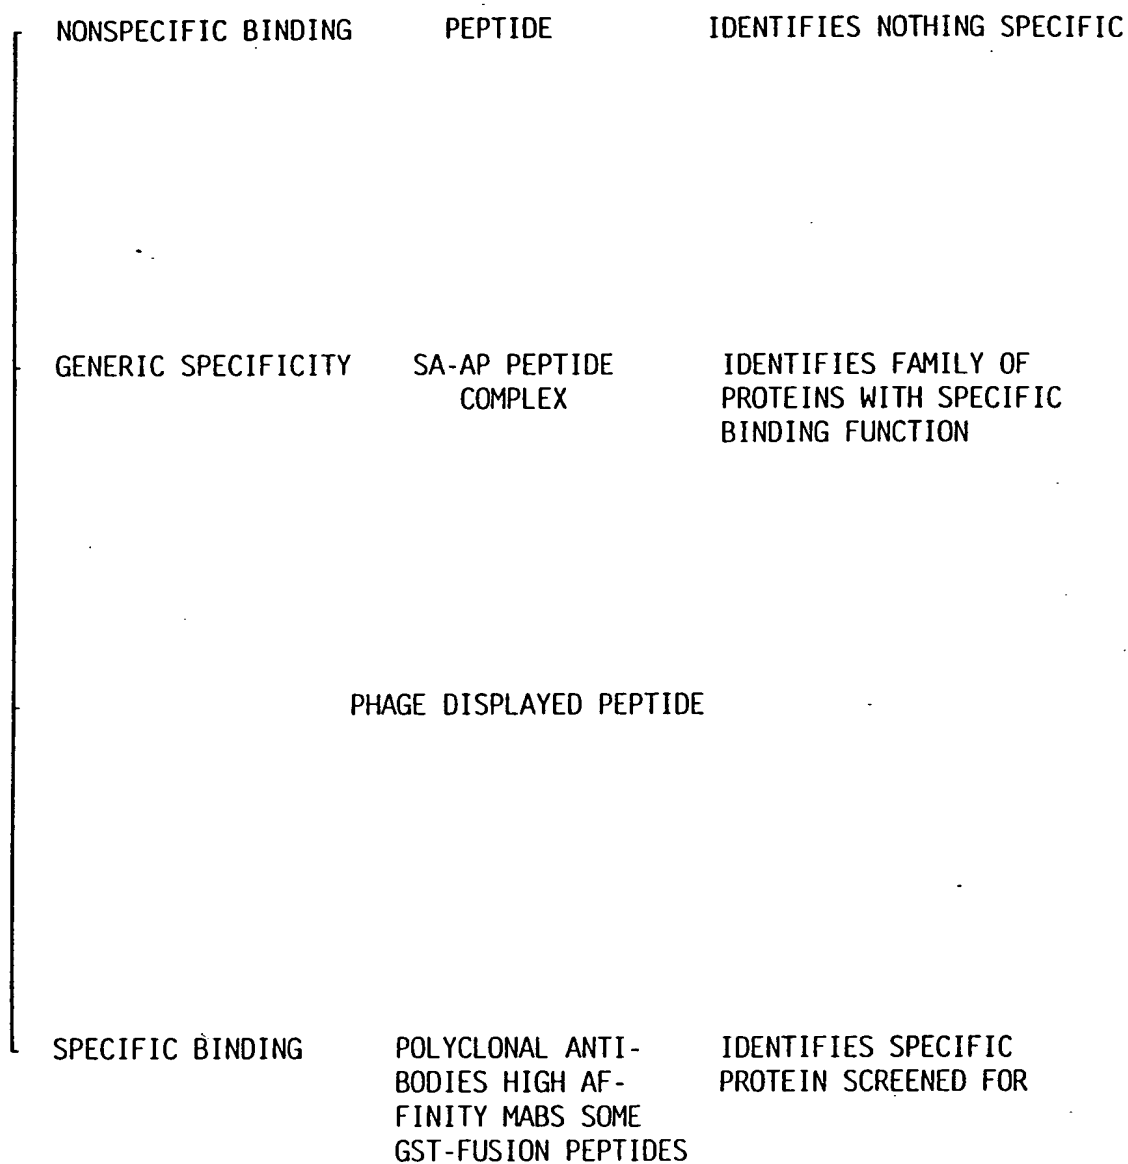 NONSPECIFIC BINDING PEPTIDE IDENTIFIES NOTHING SPECIFIC
GENERIC SPECIFICITY SA-AP PEPTIDE IDENTIFIES FAMILY OF
COMPLEX PROTEINS WITH SPECIFIC
BINDING FUNCTION
PHAGE DISPLAYED PEPTIDE
SPECIFIC BINDING POLYCLONAL ANTI- IDENTIFIES SPECIFIC
BODIES HIGH AF- PROTEIN SCREENED FOR
FINITY MABS SOME
GST-FUSION PEPTIDES